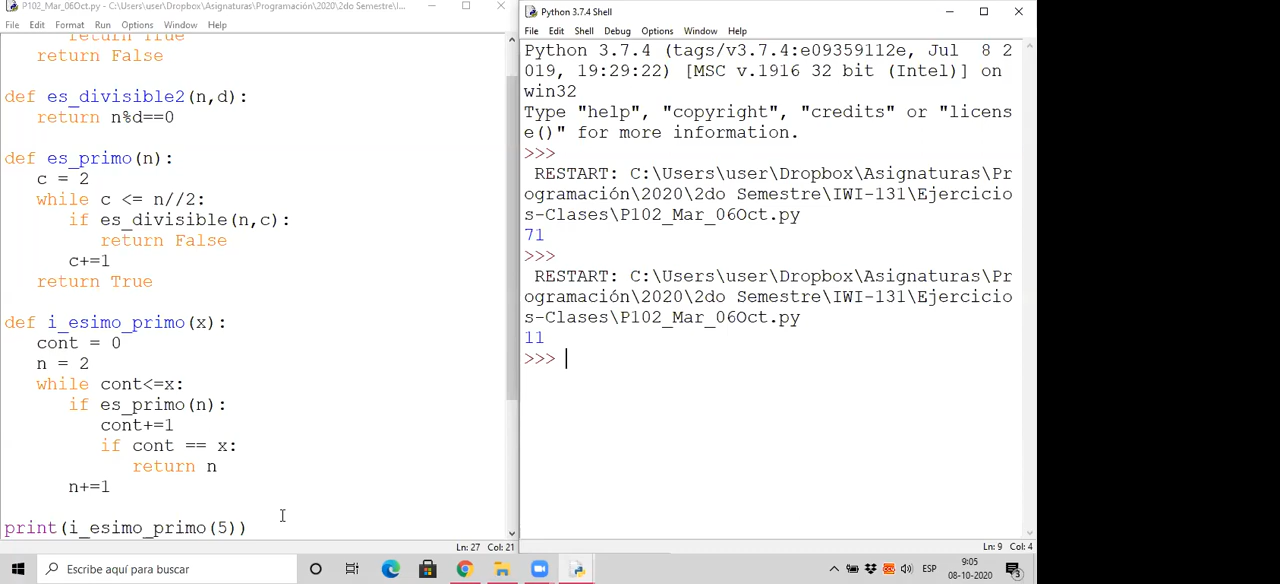 P102_Mar_06Oct.py - C:\Users\user\Dropbox\Asignaturas\Programación\2020\2do Semestre\I...
File Edit Format Run Options Window Help
return True
return False
def es_divisible2(n,d):
return n%d==0
def es_primo(n):
c = 2
while c <= n//2:
if es_divisible(n,c):
return False
c+=1
return True
def i_esimo_primo(x):
cont = 0
n = 2
while cont<=x:
if es_primo(n):
cont+=1
if cont == x:
return n
n+=1
print(i_esimo_primo(5))
Ln: 27 Col: 21
Python 3.7.4 Shell
File Edit Shell Debug Options Window Help
Python 3.7.4 (tags/v3.7.4:e09359112e, Jul  8 2
019, 19:29:22) [MSC v.1916 32 bit (Intel)] on
win32
Type "help", "copyright", "credits" or "licens
e()" for more information.
>>>
RESTART: C:\Users\user\Dropbox\Asignaturas\Pr
ogramación\2020\2do Semestre\IWI-131\Ejercicio
s-Clases\P102_Mar_06Oct.py
71
>>>
RESTART: C:\Users\user\Dropbox\Asignaturas\Pr
ogramación\2020\2do Semestre\IWI-131\Ejercicio
s-Clases\P102_Mar_06Oct.py
11
>>>
Ln: 9 Col: 4
Escribe aquí para buscar
ESP
9:05
08-10-2020
3